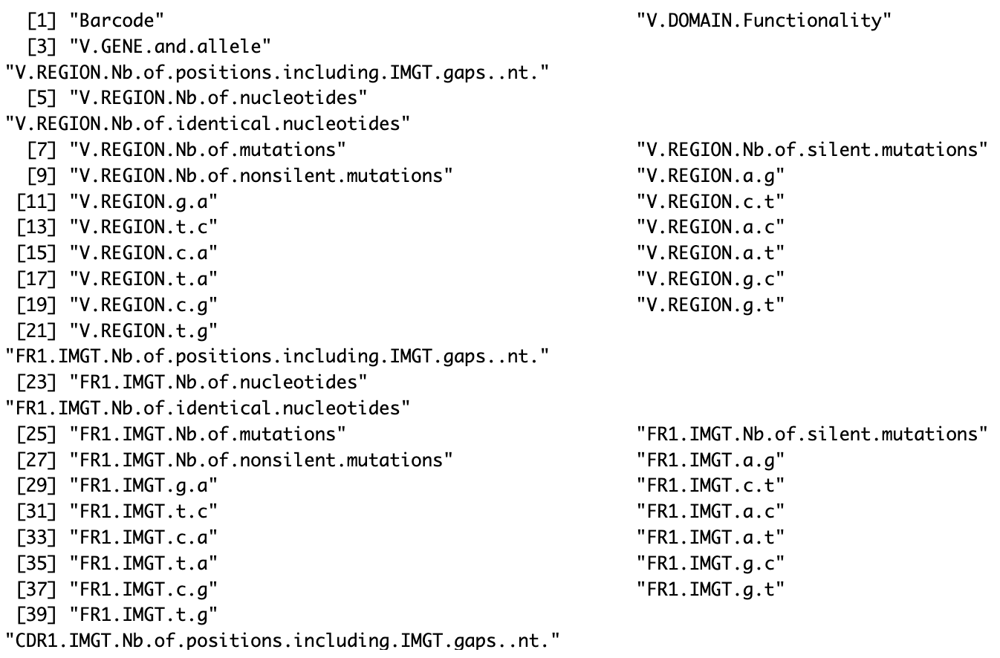 [1] "Barcode" "V.DOMAIN.Functionality"
[3] "V.GENE.and.allele"
"V.REGION.Nb.of.positions.including.IMGT.gaps..nt."
[5] "V.REGION.Nb.of.nucleotides"
"V.REGION.Nb.of.identical.nucleotides"
[7] "V.REGION.Nb.of.mutations" "V.REGION.Nb.of.silent.mutations"
[9] "V.REGION.Nb.of.nonsilent.mutations" "V.REGION.a.g"
[11] "V.REGION.g.a" "V.REGION.c.t"
[13] "V.REGION.t.c" "V.REGION.a.c"
[15] "V.REGION.c.a" "V.REGION.a.t"
[17] "V.REGION.t.a" "V.REGION.g.c"
[19] "V.REGION.c.g" "V.REGION.g.t"
[21] "V.REGION.t.g"
"FR1.IMGT.Nb.of.positions.including.IMGT.gaps..nt."
[23] "FR1.IMGT.Nb.of.nucleotides"
"FR1.IMGT.Nb.of.identical.nucleotides"
[25] "FR1.IMGT.Nb.of.mutations" "FR1.IMGT.Nb.of.silent.mutations"
[27] "FR1.IMGT.Nb.of.nonsilent.mutations" "FR1.IMGT.a.g"
[29] "FR1.IMGT.g.a" "FR1.IMGT.c.t"
[31] "FR1.IMGT.t.c" "FR1.IMGT.a.c"
[33] "FR1.IMGT.c.a" "FR1.IMGT.a.t"
[35] "FR1.IMGT.t.a" "FR1.IMGT.g.c"
[37] "FR1.IMGT.c.g" "FR1.IMGT.g.t"
[39] "FR1.IMGT.t.g"
"CDR1.IMGT.Nb.of.positions.including.IMGT.gaps..nt."